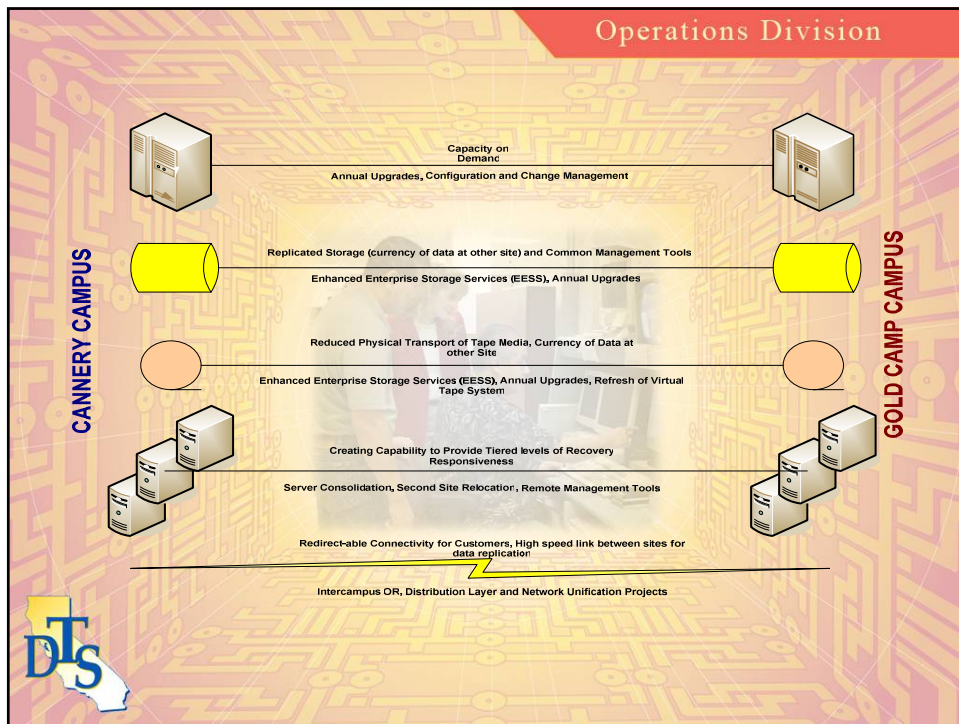 Operations Division
Capacity on
Demand
Annual Upgrades, Configuration and Change Management
CANNERY CAMPUS
GOLD CAMP CAMPUS
Replicated Storage (currency of data at other site) and Common Management Tools
Enhanced Enterprise Storage Services (EESS), Annual Upgrades
Reduced Physical Transport of Tape Media, Currency of Data at
other Site
Enhanced Enterprise Storage Services (EESS), Annual Upgrades, Refresh of Virtual
Tape System
Creating Capability to Provide Tiered levels of Recovery
Responsiveness
Server Consolidation, Second Site Relocation, Remote Management Tools
Redirect-able Connectivity for Customers, High speed link between sites for
data replication
Intercampus OR, Distribution Layer and Network Unification Projects
DTS